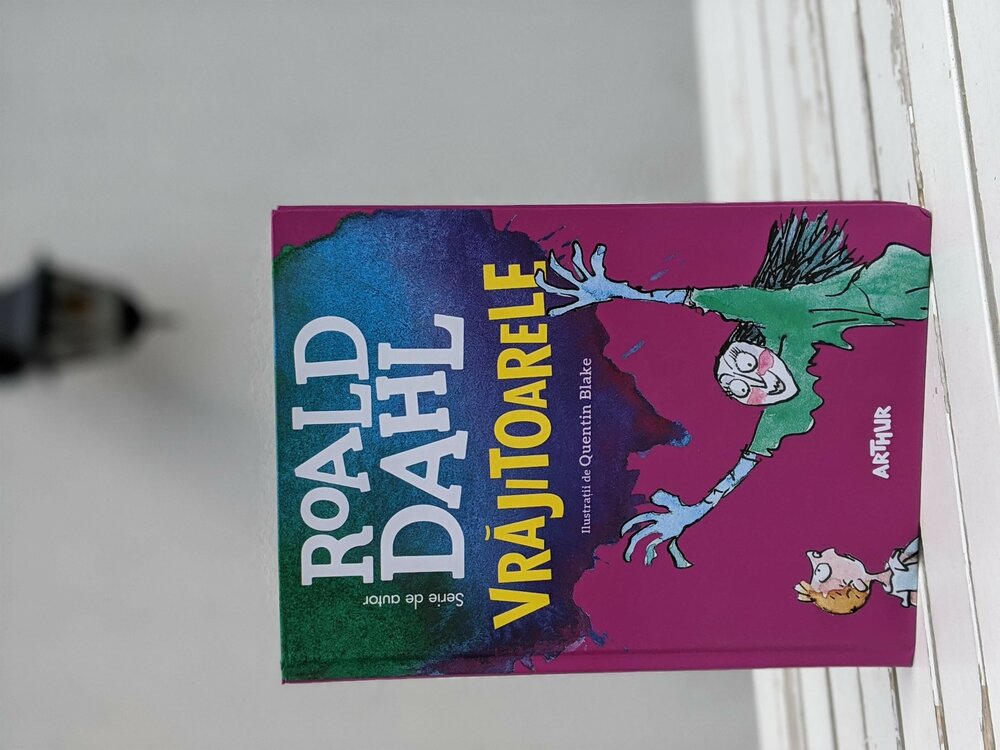 Serie de autor
ROALD
DAHL
VRĂJITOARELE
Ilustrații de Quentin Blake
ARTHUR